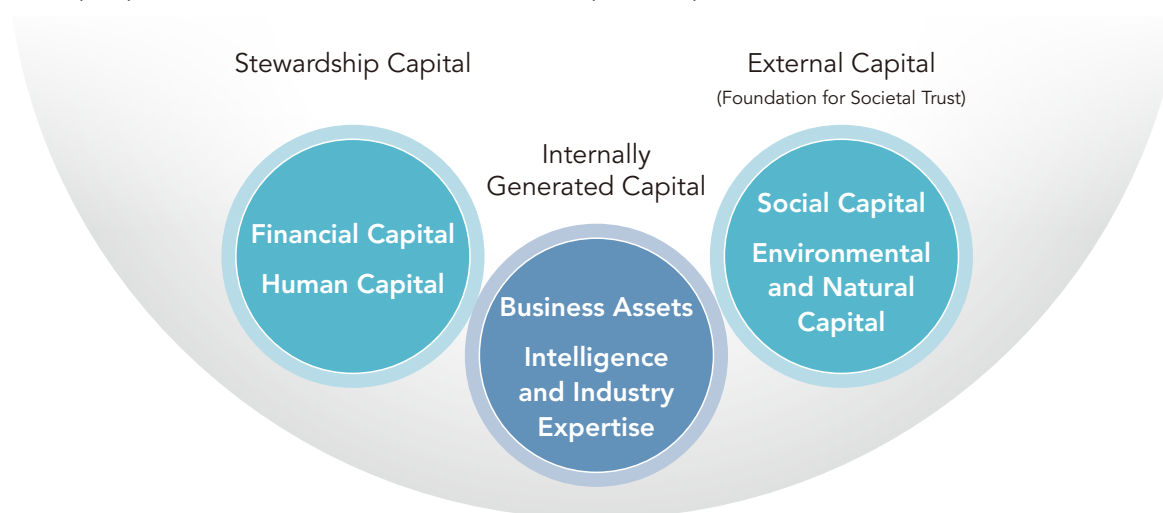 Stewardship Capital
Financial Capital
Human Capital
Internally
Generated Capital
Business Assets
Intelligence
and Industry
Expertise
External Capital
(Foundation for Societal Trust)
Social Capital
Environmental
and Natural
Capital